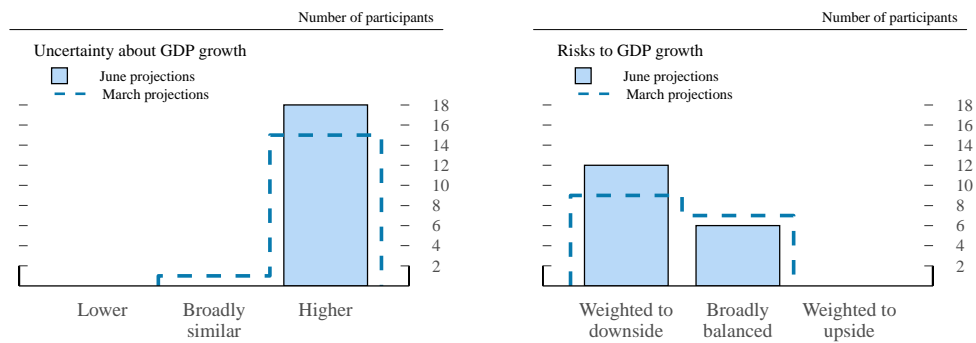 Number of participants
Uncertainty about GDP growth
June projections
March projections
18
16
14
12
10
8
6
4
2
Lower
Broadly
similar
Higher
Number of participants
Risks to GDP growth
June projections
March projections
18
16
14
12
10
8
6
4
2
Weighted to
downside
Broadly
balanced
Weighted to
upside